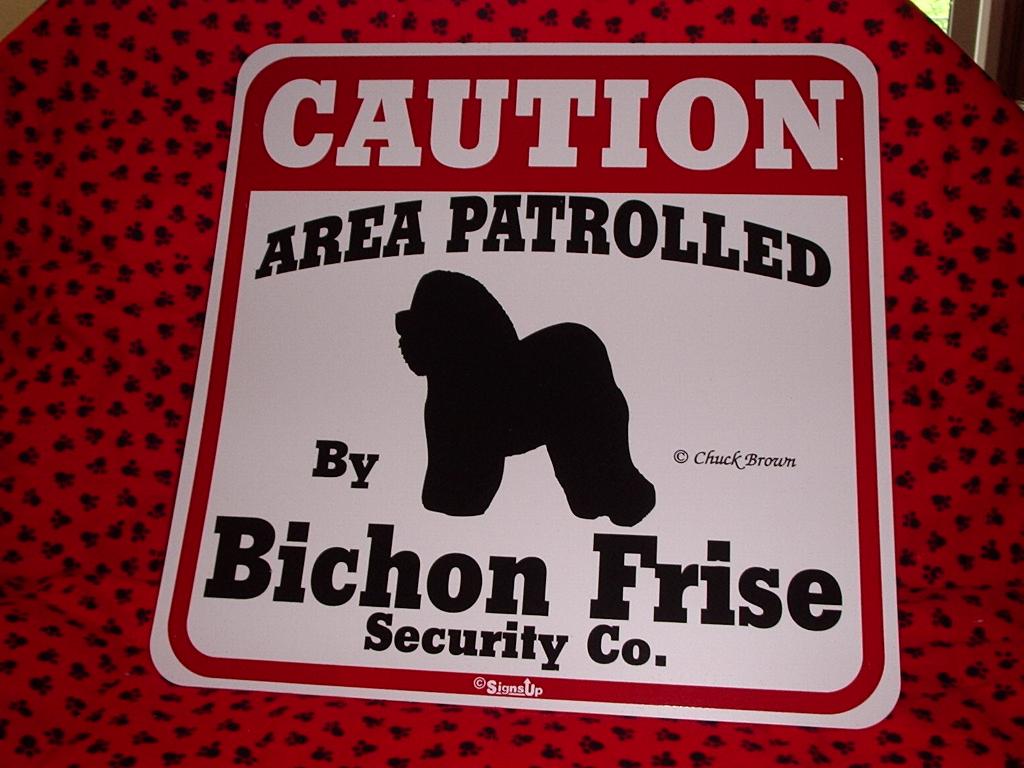 CAUTION
AREA PATROLLED
By
© Chuck Brown
Bichon Frise
Security Co.
© SignsUp